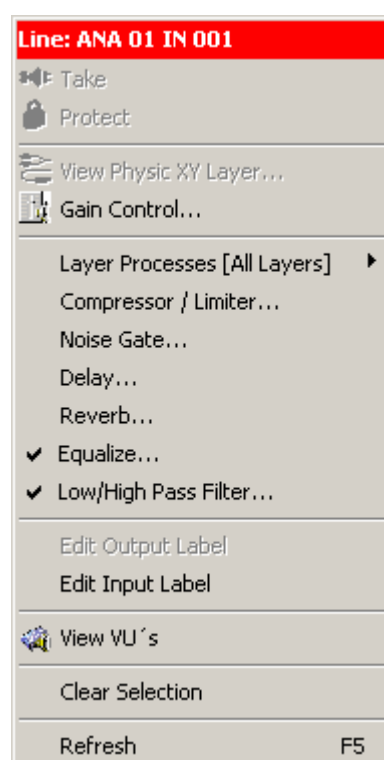 Line: ANA 01 IN 001
Take
Protect
View Physic XY Layer...
Gain Control...
Layer Processes [All Layers]
Compressor / Limiter...
Noise Gate...
Delay...
Reverb...
Equalize...
Low/High Pass Filter...
Edit Output Label
Edit Input Label
View VU´s
Clear Selection
Refresh F5